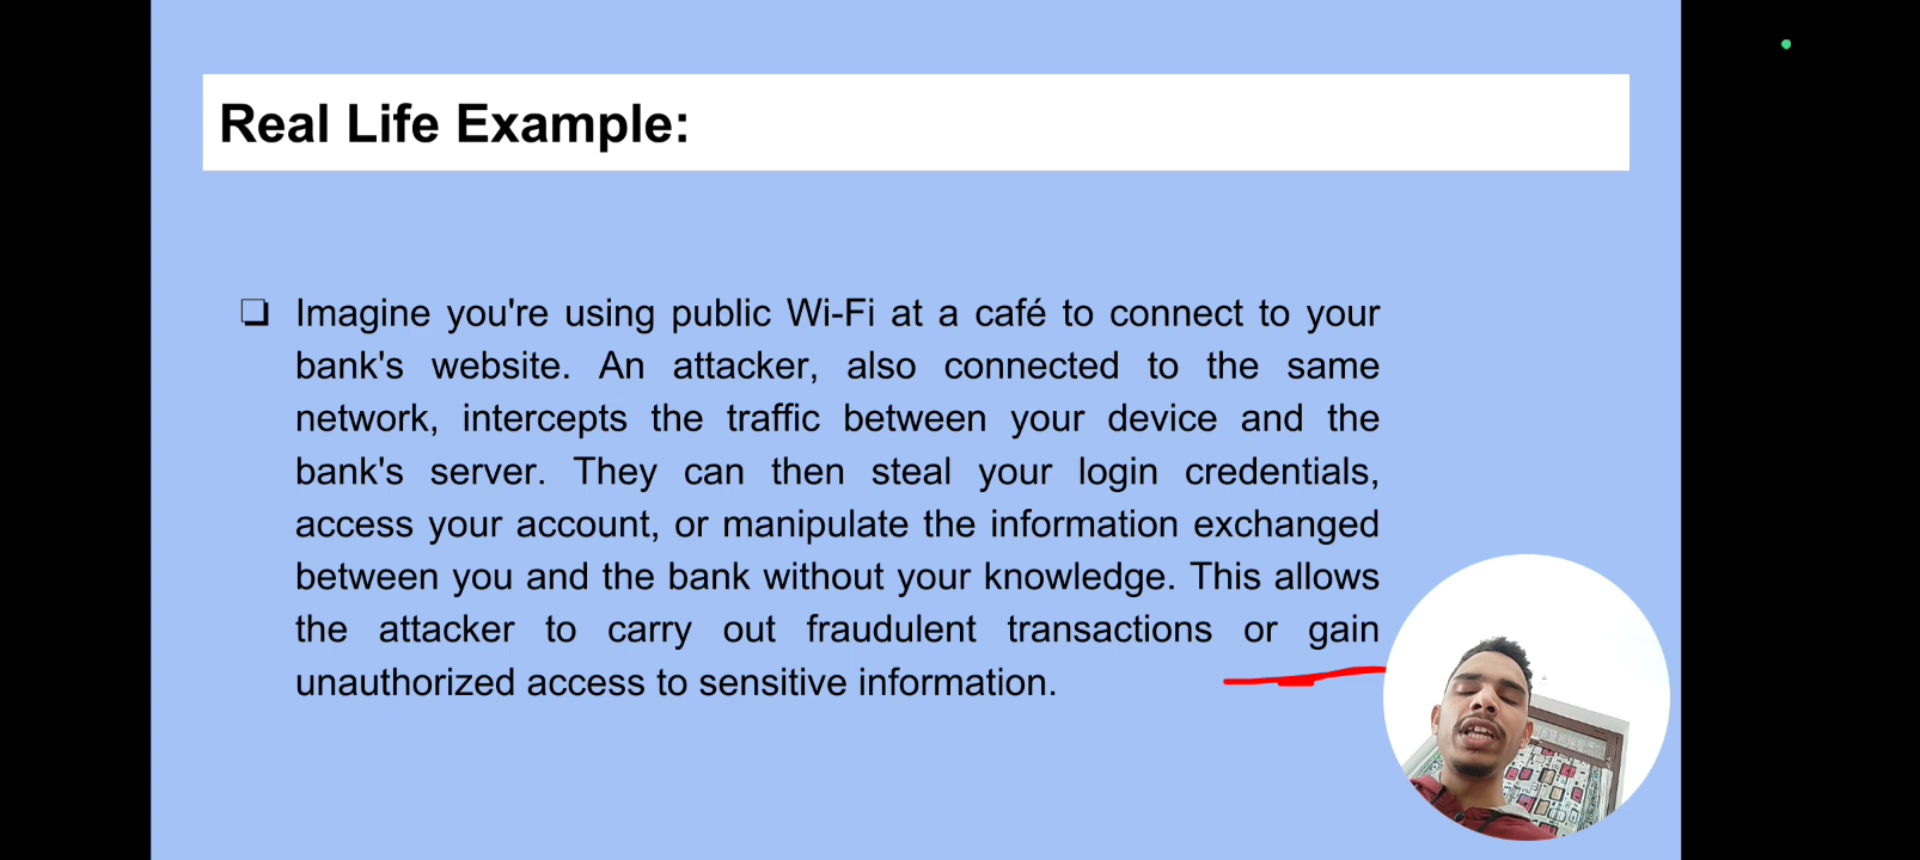 Real Life Example:
Imagine you're using public Wi-Fi at a café to connect to your
bank's website. An attacker, also connected to the same
network, intercepts the traffic between your device and the
bank's server. They can then steal your login credentials,
access your account, or manipulate the information exchanged
between you and the bank without your knowledge. This allows
the attacker to carry out fraudulent transactions or gain
unauthorized access to sensitive information.